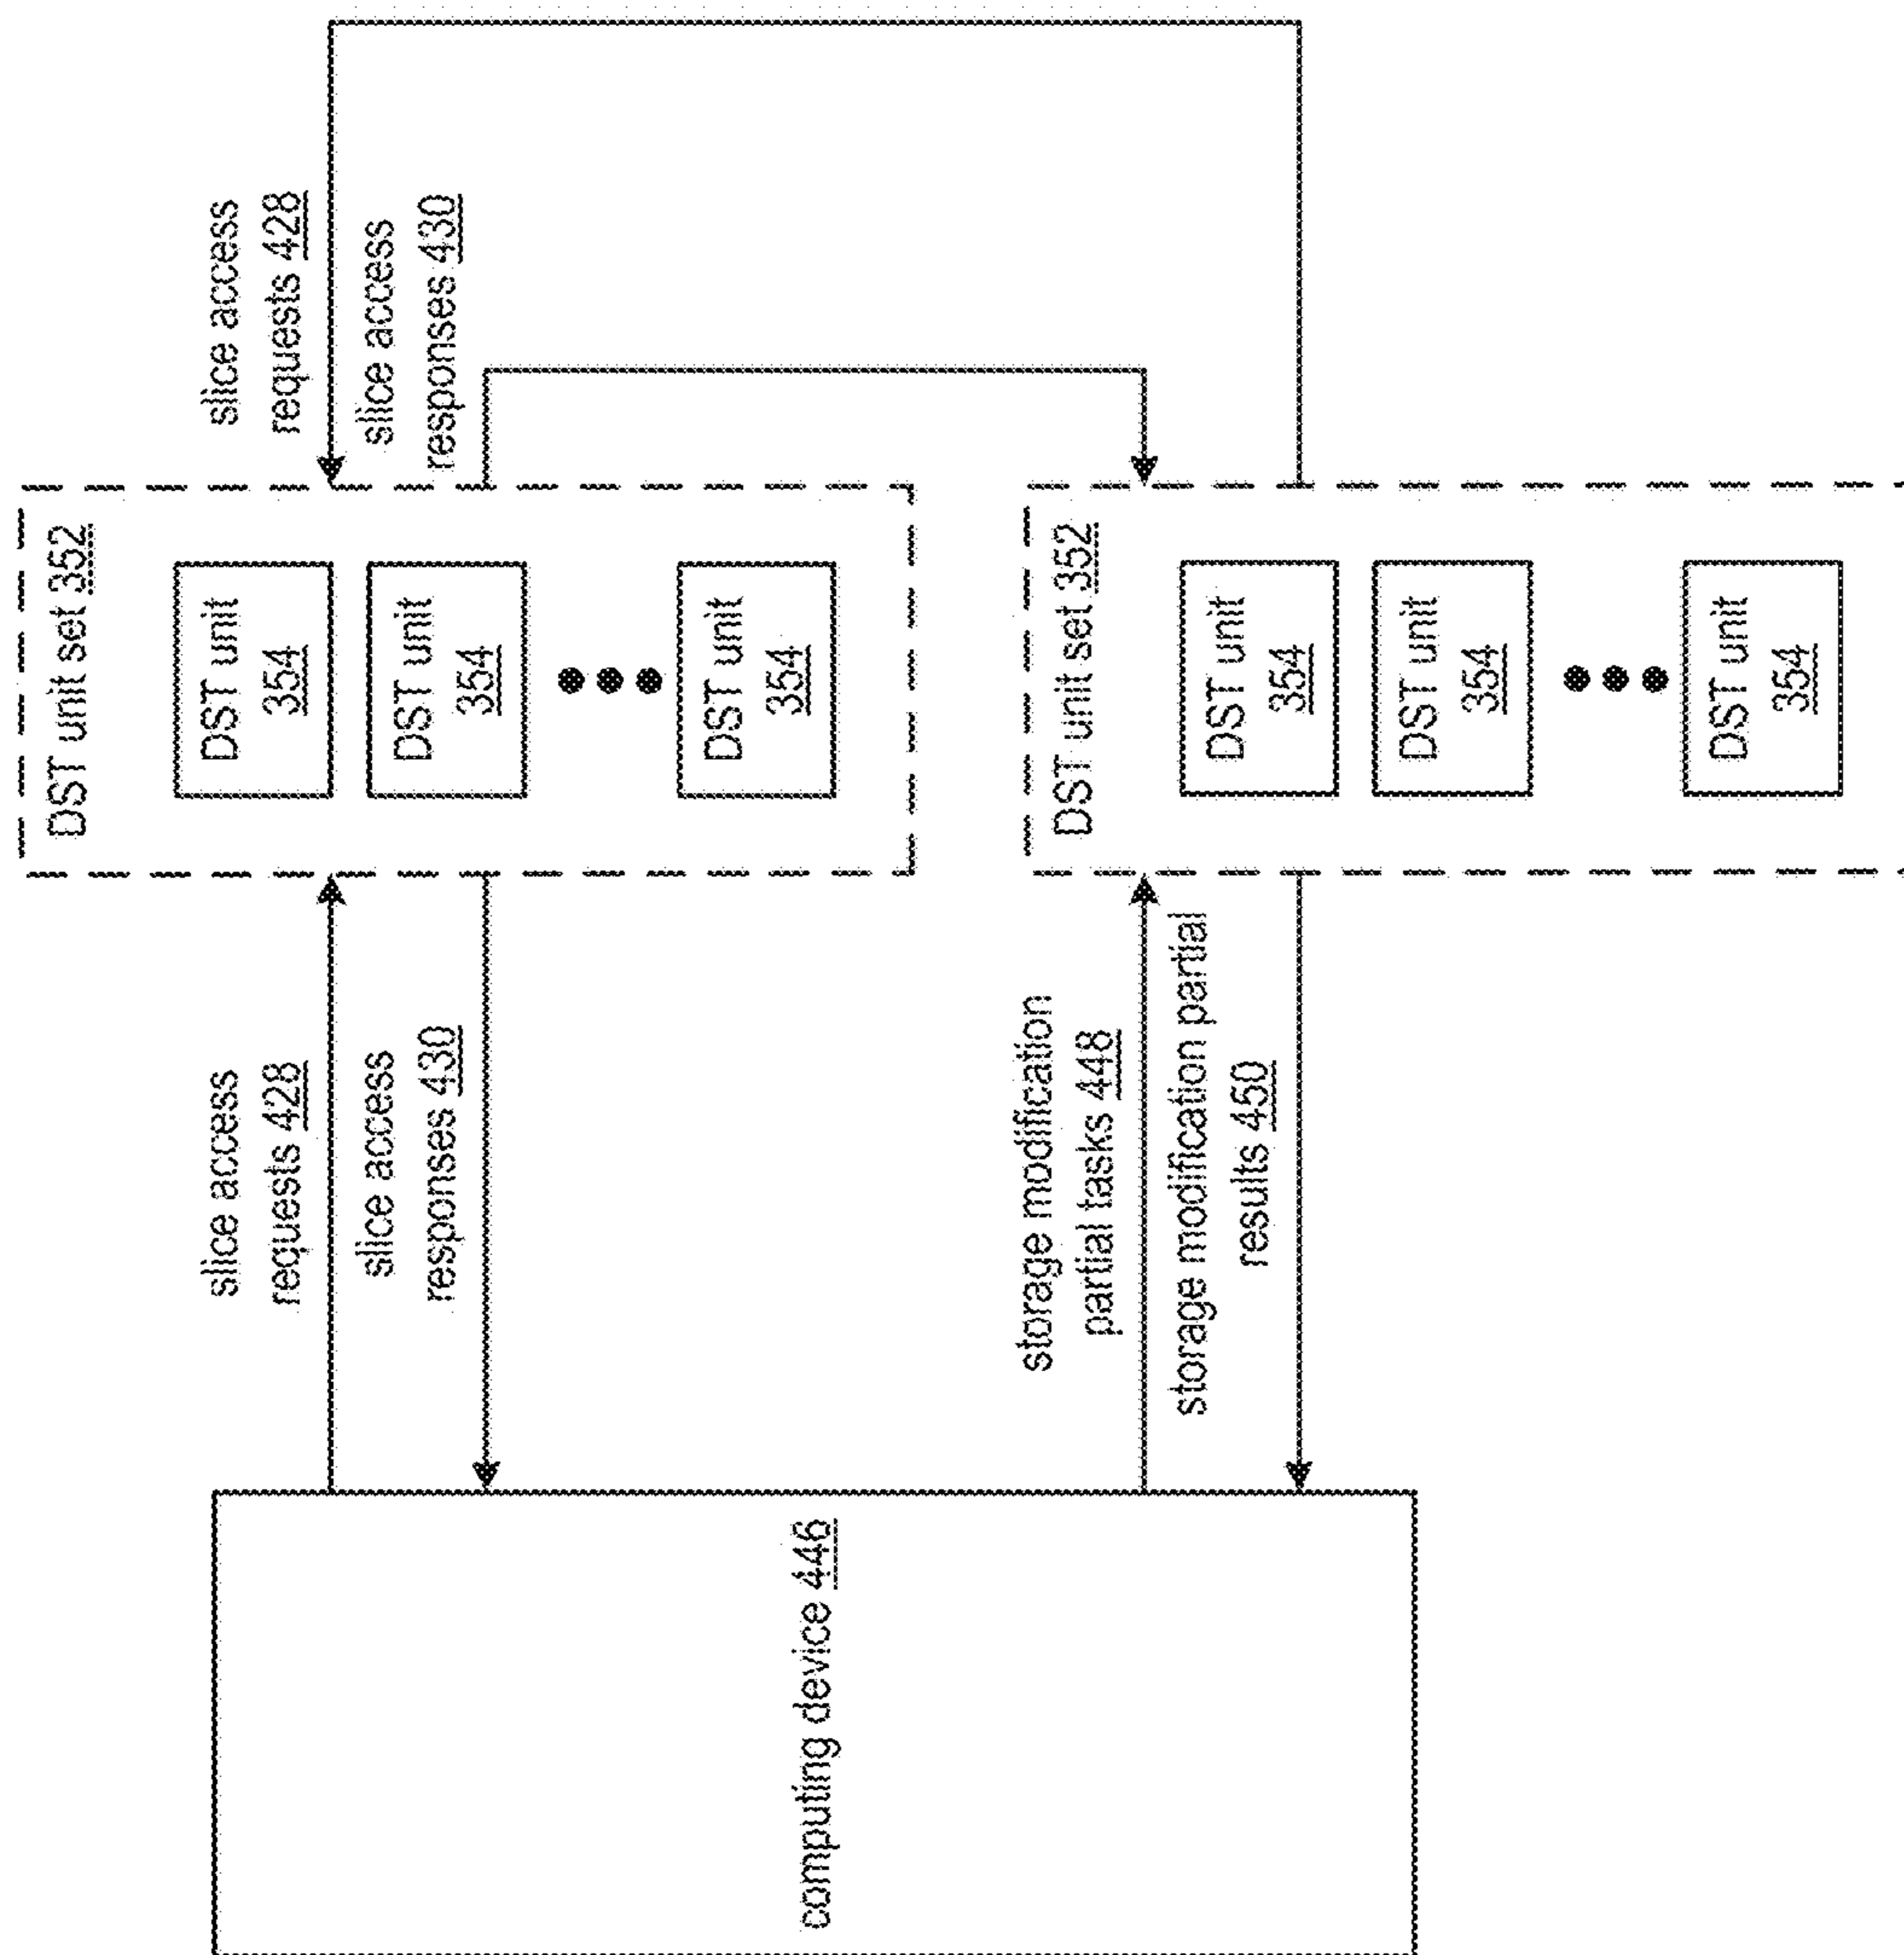 computing device 446
slice access
requests 428
slice access
responses 430
storage modification
partial tasks 448
storage modification partial
results 450
DST unit set 352
DST unit
354
DST unit
354
DST unit
354
DST unit set 352
DST unit
354
DST unit
354
DST unit
354
slice access
requests 428
slice access
responses 430